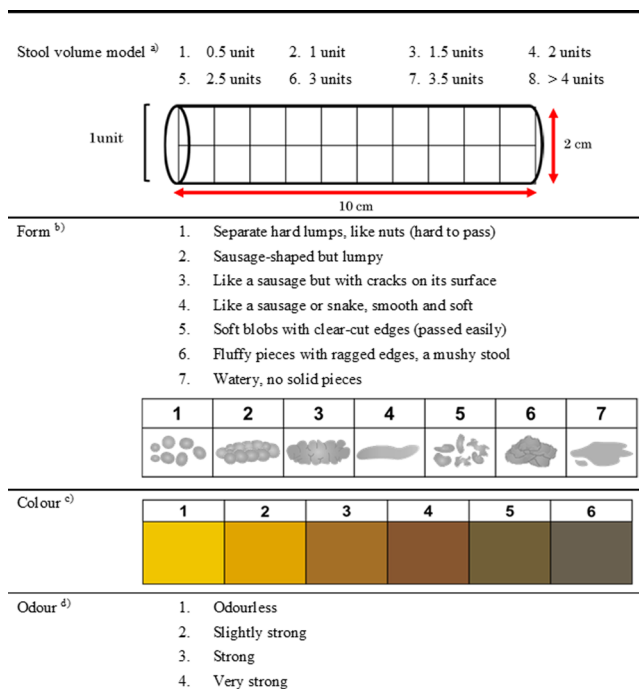 Stool volume model a) 1. 0.5 unit 2. 1 unit 3. 1.5 units 4. 2 units
5. 2.5 units 6. 3 units 7. 3.5 units 8. > 4 units
1unit
2 cm
10 cm
Form b) 1. Separate hard lumps, like nuts (hard to pass)
2. Sausage-shaped but lumpy
3. Like a sausage but with cracks on its surface
4. Like a sausage or snake, smooth and soft
5. Soft blobs with clear-cut edges (passed easily)
6. Fluffy pieces with ragged edges, a mushy stool
7. Watery, no solid pieces
1 2 3 4 5 6 7
Colour c) 1 2 3 4 5 6
Odour d) 1. Odourless
2. Slightly strong
3. Strong
4. Very strong